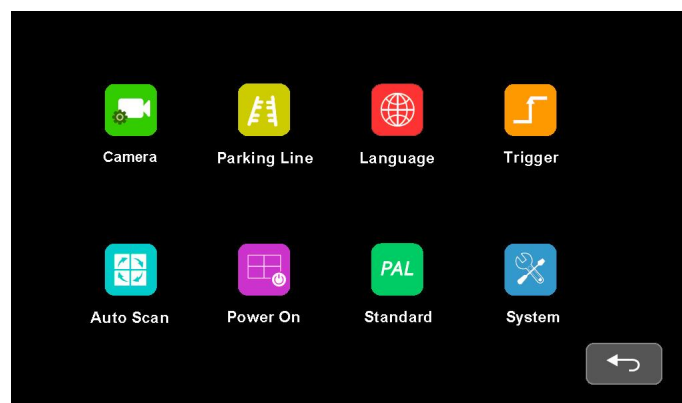 Camera
Parking Line
Language
Trigger
PAL
Auto Scan
Power On
Standard
System